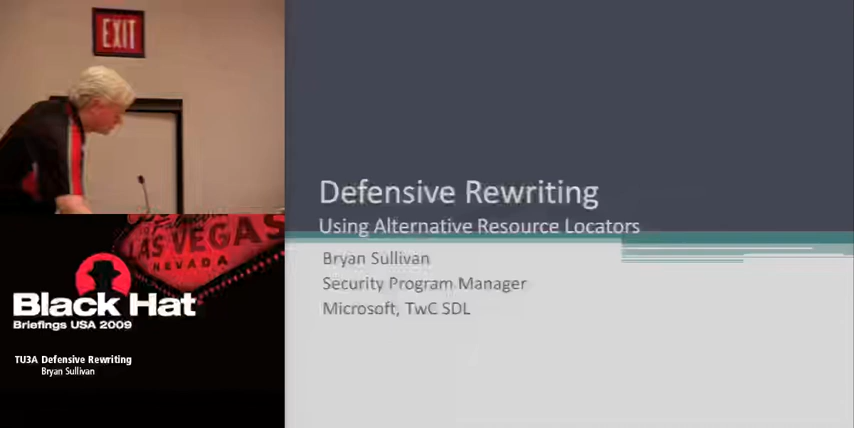 EXIT
LAS VEGAS
NEVADA
Black Hat
Briefings USA 2009
TU3A Defensive Rewriting
Bryan Sullivan
Defensive Rewriting
Using Alternative Resource Locators
Bryan Sullivan
Security Program Manager
Microsoft, TwC SDL